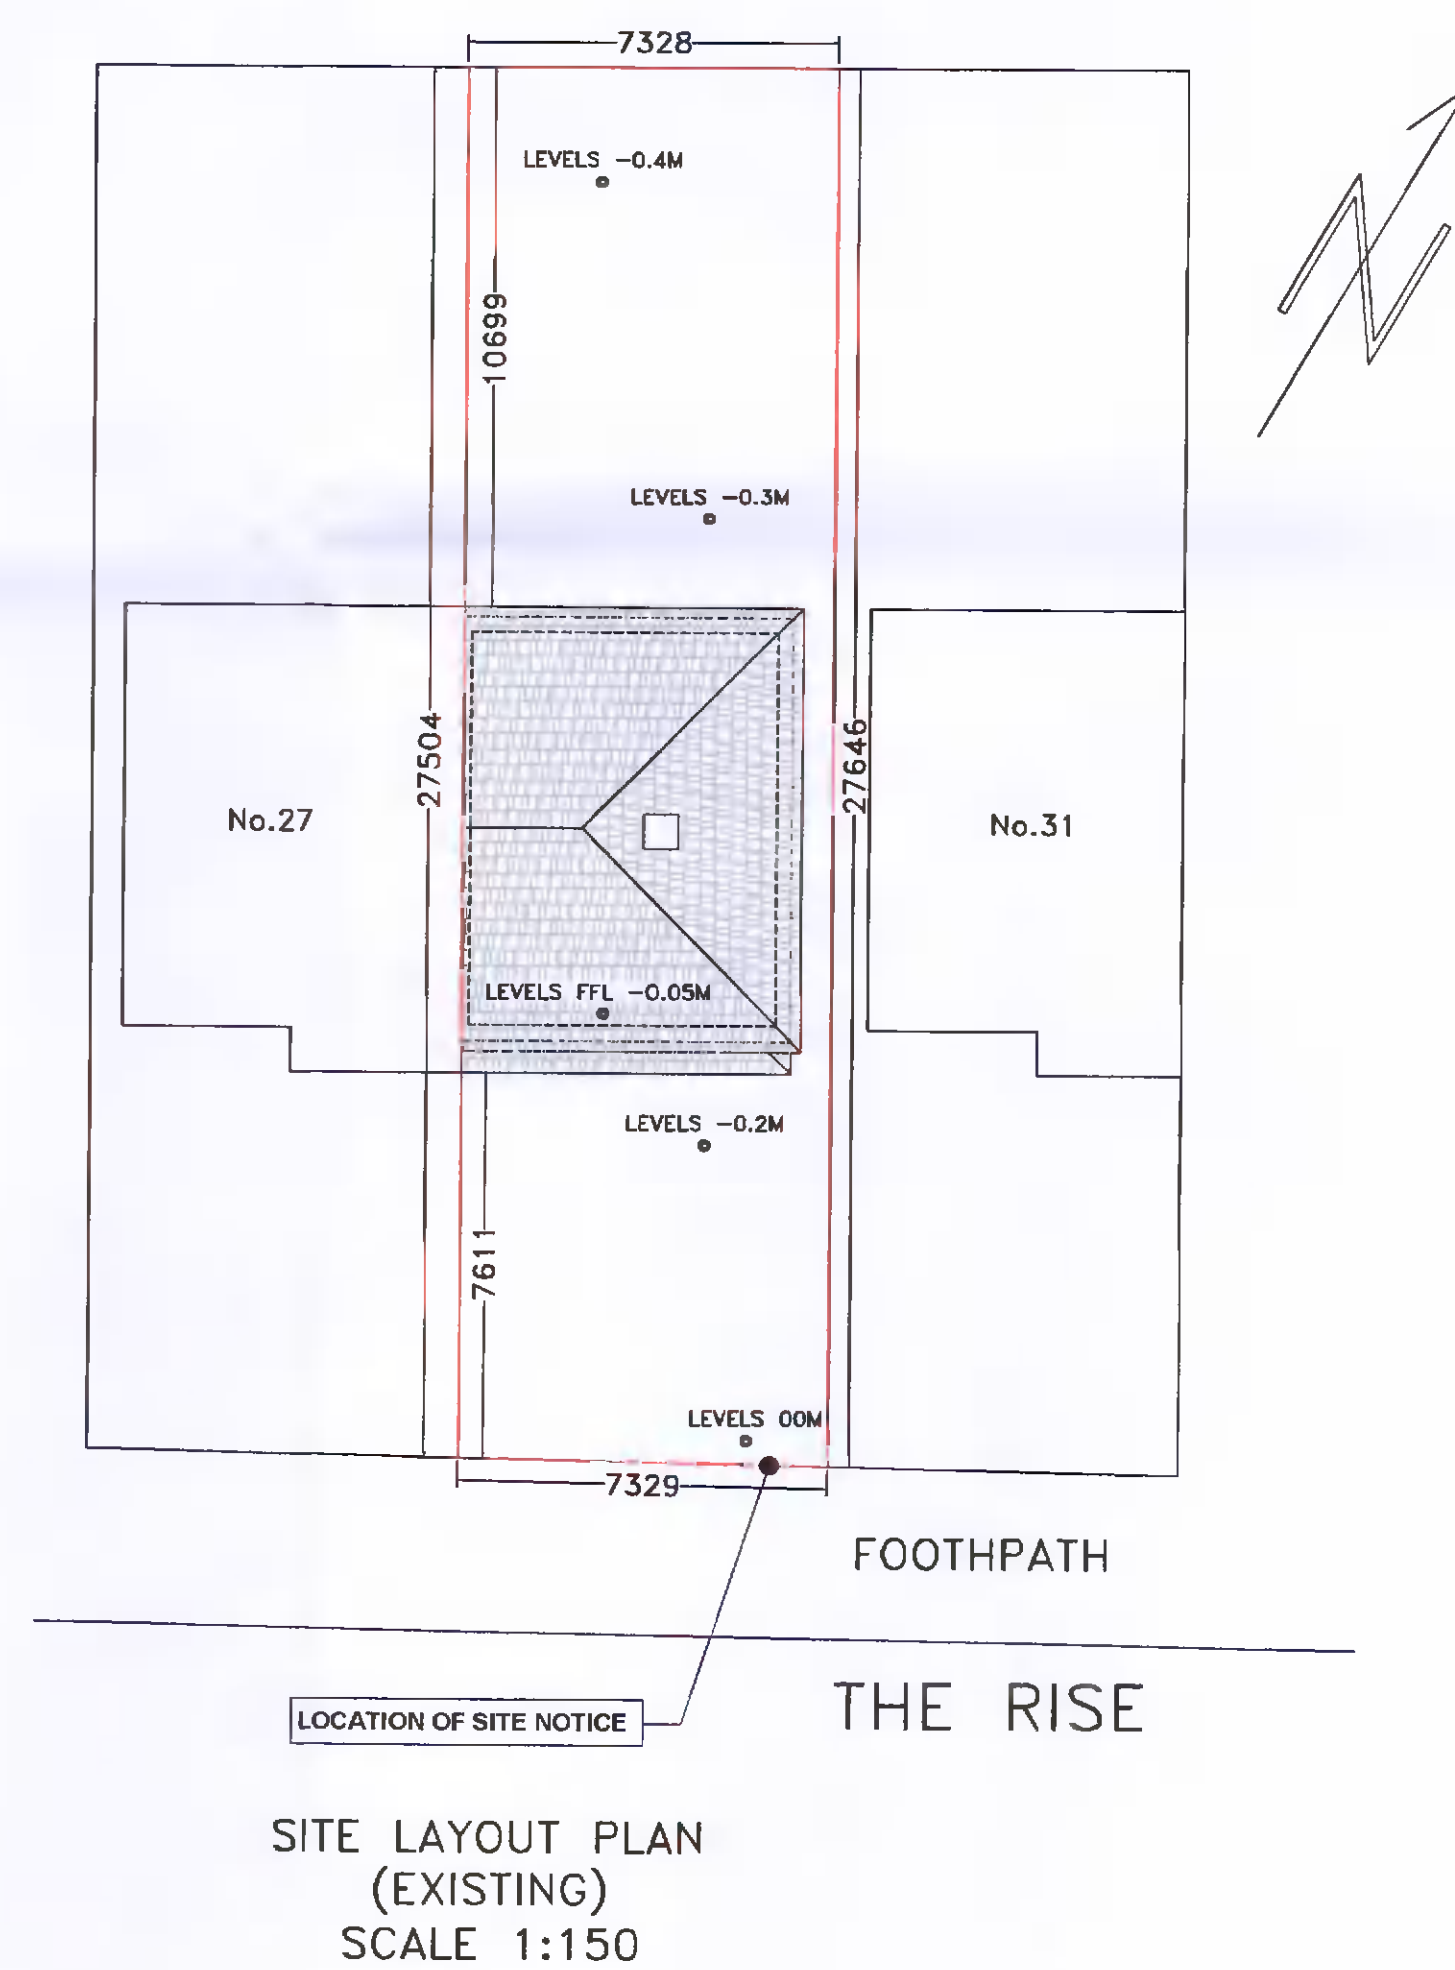 7328
LEVELS -0.4M
10699
LEVELS -0.3M
27504
27646
No.27
No.31
LEVELS FFL -0.05M
LEVELS -0.2M
7611
LEVELS 00M
7329
FOOTHPATH
THE RISE
LOCATION OF SITE NOTICE
SITE LAYOUT PLAN
(EXISTING)
SCALE 1:150
N